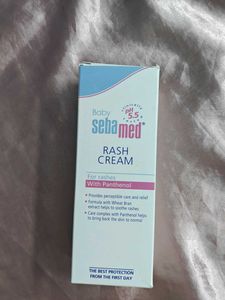 Baby
sebamed
clinically tested
pH
5.5
RASH
CREAM
For rashes
With Panthenol
• Provides perceptible care and relief
• Formula with Wheat Bran
extract helps to soothe rashes
• Care complex with Panthenol helps
to bring back the skin to normal
THE BEST PROTECTION
FROM THE FIRST DAY